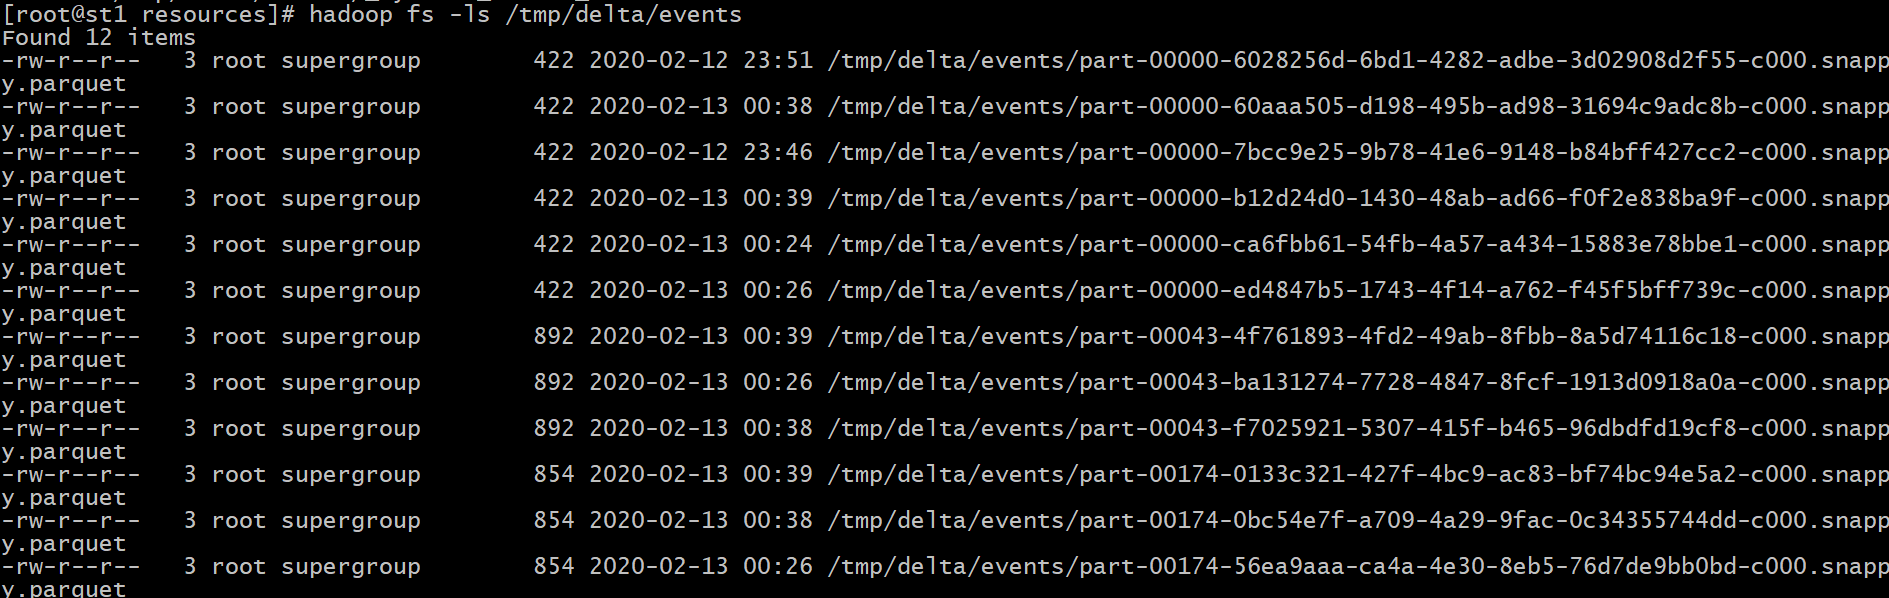 [root@st1 resources]# hadoop fs -ls /tmp/delta/events
Found 12 items
-rw-r--r--   3 root supergroup        422 2020-02-12 23:51 /tmp/delta/events/part-00000-6028256d-6bd1-4282-adbe-3d02908d2f55-c000.snapp
y.parquet
-rw-r--r--   3 root supergroup        422 2020-02-13 00:38 /tmp/delta/events/part-00000-60aaa505-d198-495b-ad98-31694c9adc8b-c000.snapp
y.parquet
-rw-r--r--   3 root supergroup        422 2020-02-12 23:46 /tmp/delta/events/part-00000-7bcc9e25-9b78-41e6-9148-b84bff427cc2-c000.snapp
y.parquet
-rw-r--r--   3 root supergroup        422 2020-02-13 00:39 /tmp/delta/events/part-00000-b12d24d0-1430-48ab-ad66-f0f2e838ba9f-c000.snapp
y.parquet
-rw-r--r--   3 root supergroup        422 2020-02-13 00:24 /tmp/delta/events/part-00000-ca6fbb61-54fb-4a57-a434-15883e78bbe1-c000.snapp
y.parquet
-rw-r--r--   3 root supergroup        422 2020-02-13 00:26 /tmp/delta/events/part-00000-ed4847b5-1743-4f14-a762-f45f5bff739c-c000.snapp
y.parquet
-rw-r--r--   3 root supergroup        892 2020-02-13 00:39 /tmp/delta/events/part-00043-4f761893-4fd2-49ab-8fbb-8a5d74116c18-c000.snapp
y.parquet
-rw-r--r--   3 root supergroup        892 2020-02-13 00:26 /tmp/delta/events/part-00043-ba131274-7728-4847-8fcf-1913d0918a0a-c000.snapp
y.parquet
-rw-r--r--   3 root supergroup        892 2020-02-13 00:38 /tmp/delta/events/part-00043-f7025921-5307-415f-b465-96dbdfd19cf8-c000.snapp
y.parquet
-rw-r--r--   3 root supergroup        854 2020-02-13 00:39 /tmp/delta/events/part-00174-0133c321-427f-4bc9-ac83-bf74bc94e5a2-c000.snapp
y.parquet
-rw-r--r--   3 root supergroup        854 2020-02-13 00:38 /tmp/delta/events/part-00174-0bc54e7f-a709-4a29-9fac-0c34355744dd-c000.snapp
y.parquet
-rw-r--r--   3 root supergroup        854 2020-02-13 00:26 /tmp/delta/events/part-00174-56ea9aaa-ca4a-4e30-8eb5-76d7de9bb0bd-c000.snapp
y.parquet